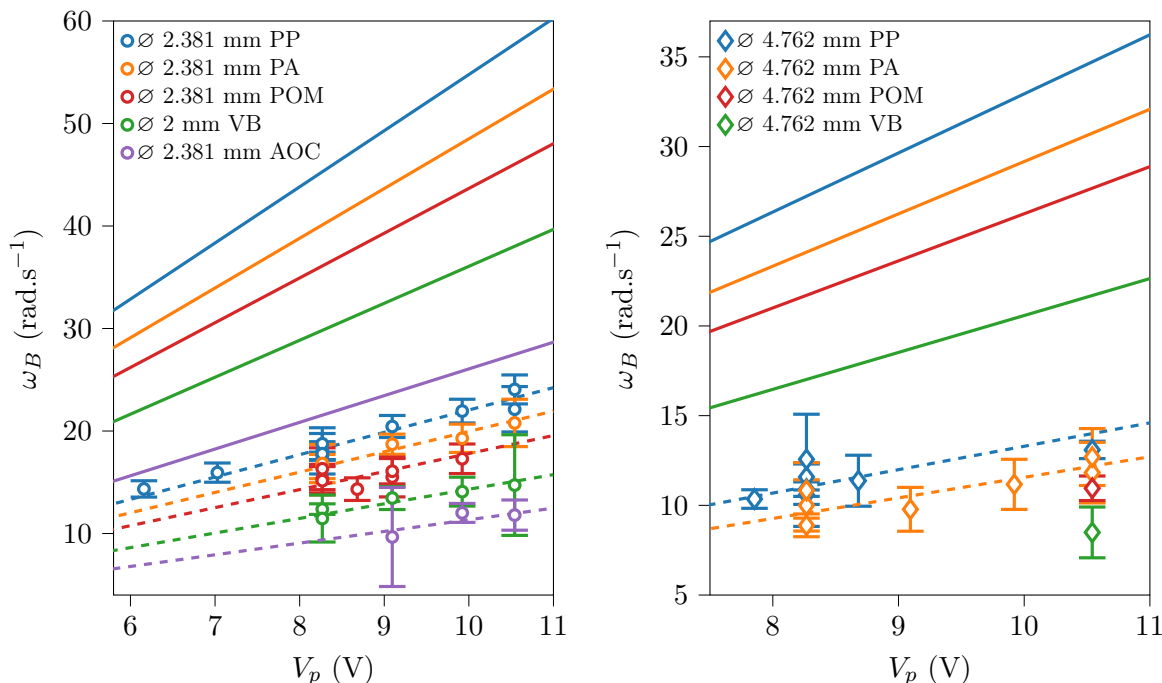 60
50
40
30
20
10
ω_B (rad.s⁻¹)
∅ 2.381 mm PP
∅ 2.381 mm PA
∅ 2.381 mm POM
∅ 2 mm VB
∅ 2.381 mm AOC
6 7 8 9 10 11
V_p (V)
35
30
25
20
15
10
5
ω_B (rad.s⁻¹)
∅ 4.762 mm PP
∅ 4.762 mm PA
∅ 4.762 mm POM
∅ 4.762 mm VB
8 9 10 11
V_p (V)